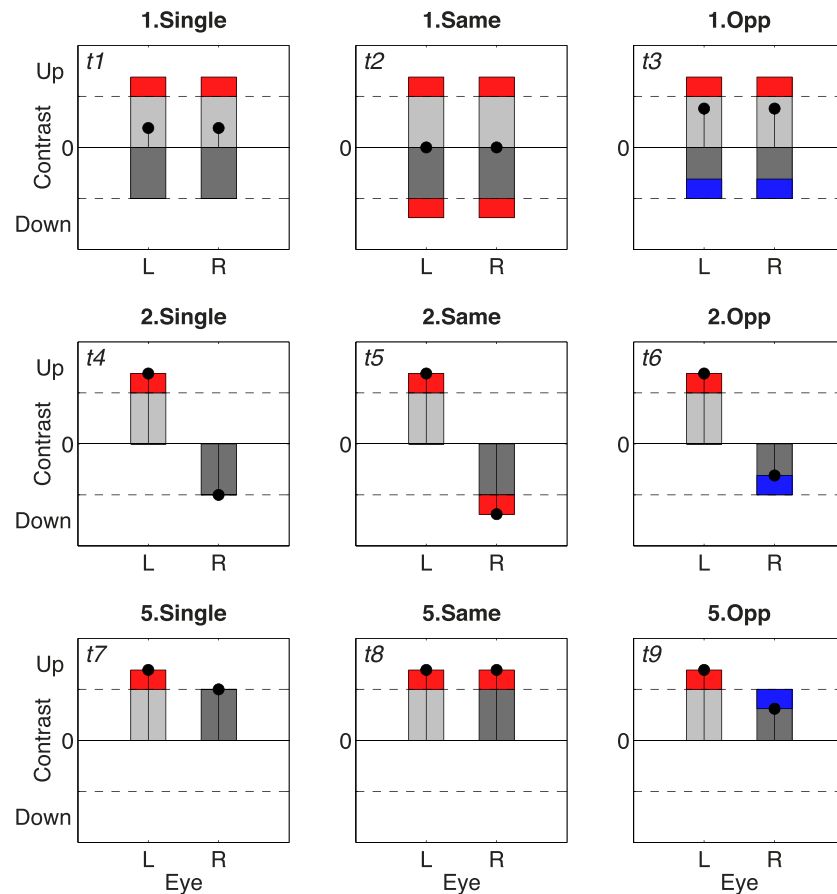 1.Single 1.Same 1.Opp
t1 t2 t3
Up
Contrast
0 0 0
Down
L R L R L R
2.Single 2.Same 2.Opp
t4 t5 t6
Up
Contrast
0 0 0
Down
L R L R L R
5.Single 5.Same 5.Opp
t7 t8 t9
Up
Contrast
0 0 0
Down
L R L R L R
Eye Eye Eye